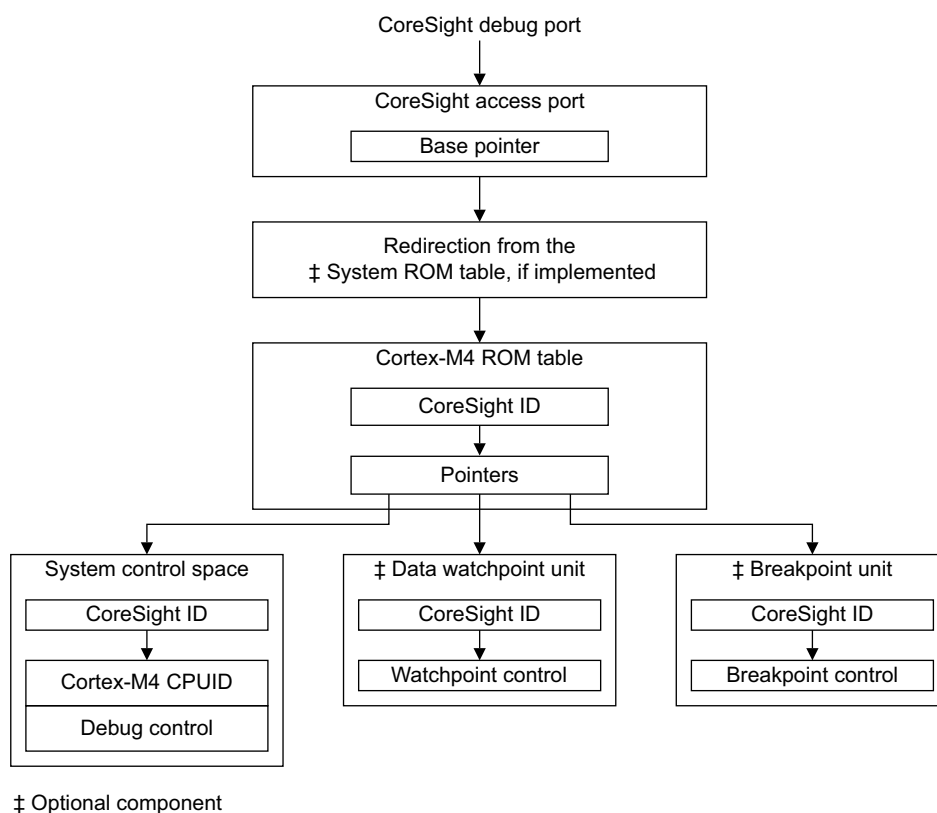 CoreSight debug port
CoreSight access port
Base pointer
Redirection from the
‡ System ROM table, if implemented
Cortex-M4 ROM table
CoreSight ID
Pointers
System control space
CoreSight ID
Cortex-M4 CPUID
Debug control
‡ Data watchpoint unit
CoreSight ID
Watchpoint control
‡ Breakpoint unit
CoreSight ID
Breakpoint control
‡ Optional component